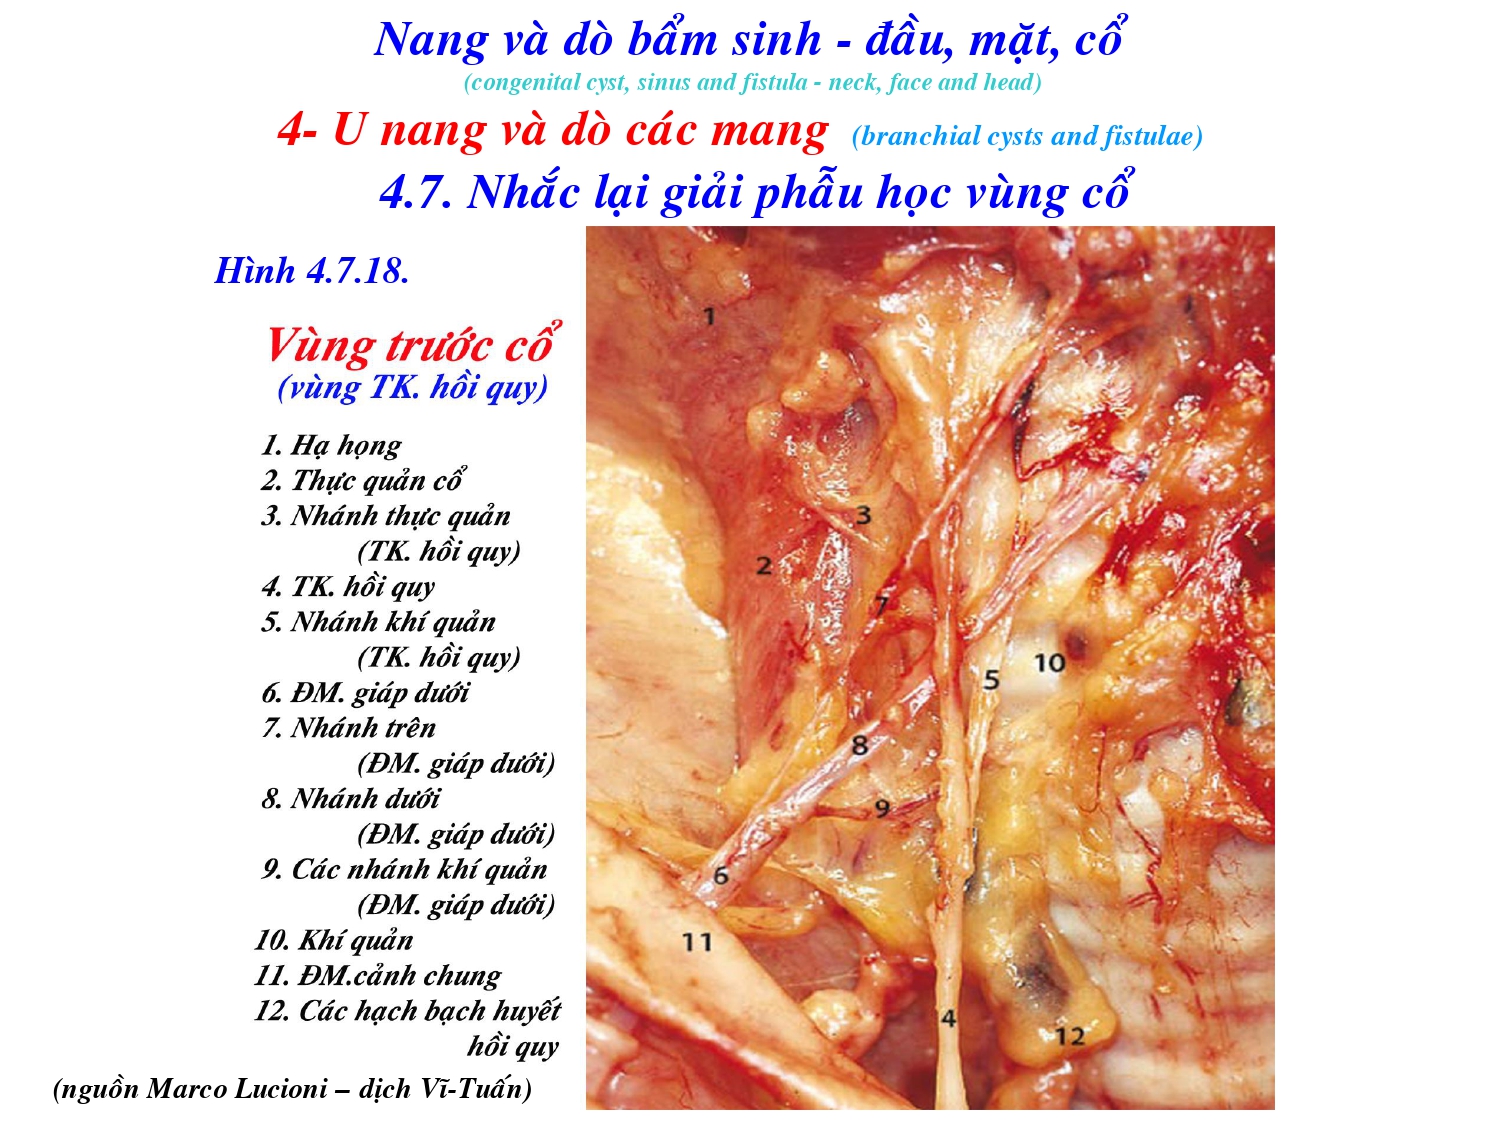 Nang và dò bẩm sinh - đầu, mặt, cổ
(congenital cyst, sinus and fistula - neck, face and head)
4- U nang và dò các mang (branchial cysts and fistulae)
4.7. Nhắc lại giải phẫu học vùng cổ
Hình 4.7.18.
Vùng trước cổ
(vùng TK. hồi quy)
1. Hạ họng
2. Thực quản cổ
3. Nhánh thực quản
(TK. hồi quy)
4. TK. hồi quy
5. Nhánh khí quản
(TK. hồi quy)
6. ĐM. giáp dưới
7. Nhánh trên
(ĐM. giáp dưới)
8. Nhánh dưới
(ĐM. giáp dưới)
9. Các nhánh khí quản
(ĐM. giáp dưới)
10. Khí quản
11. ĐM.cảnh chung
12. Các hạch bạch huyết
hồi quy
(nguồn Marco Lucioni – dịch Vĩ-Tuấn)
1
3
2
7
10
5
8
9
6
11
4
12